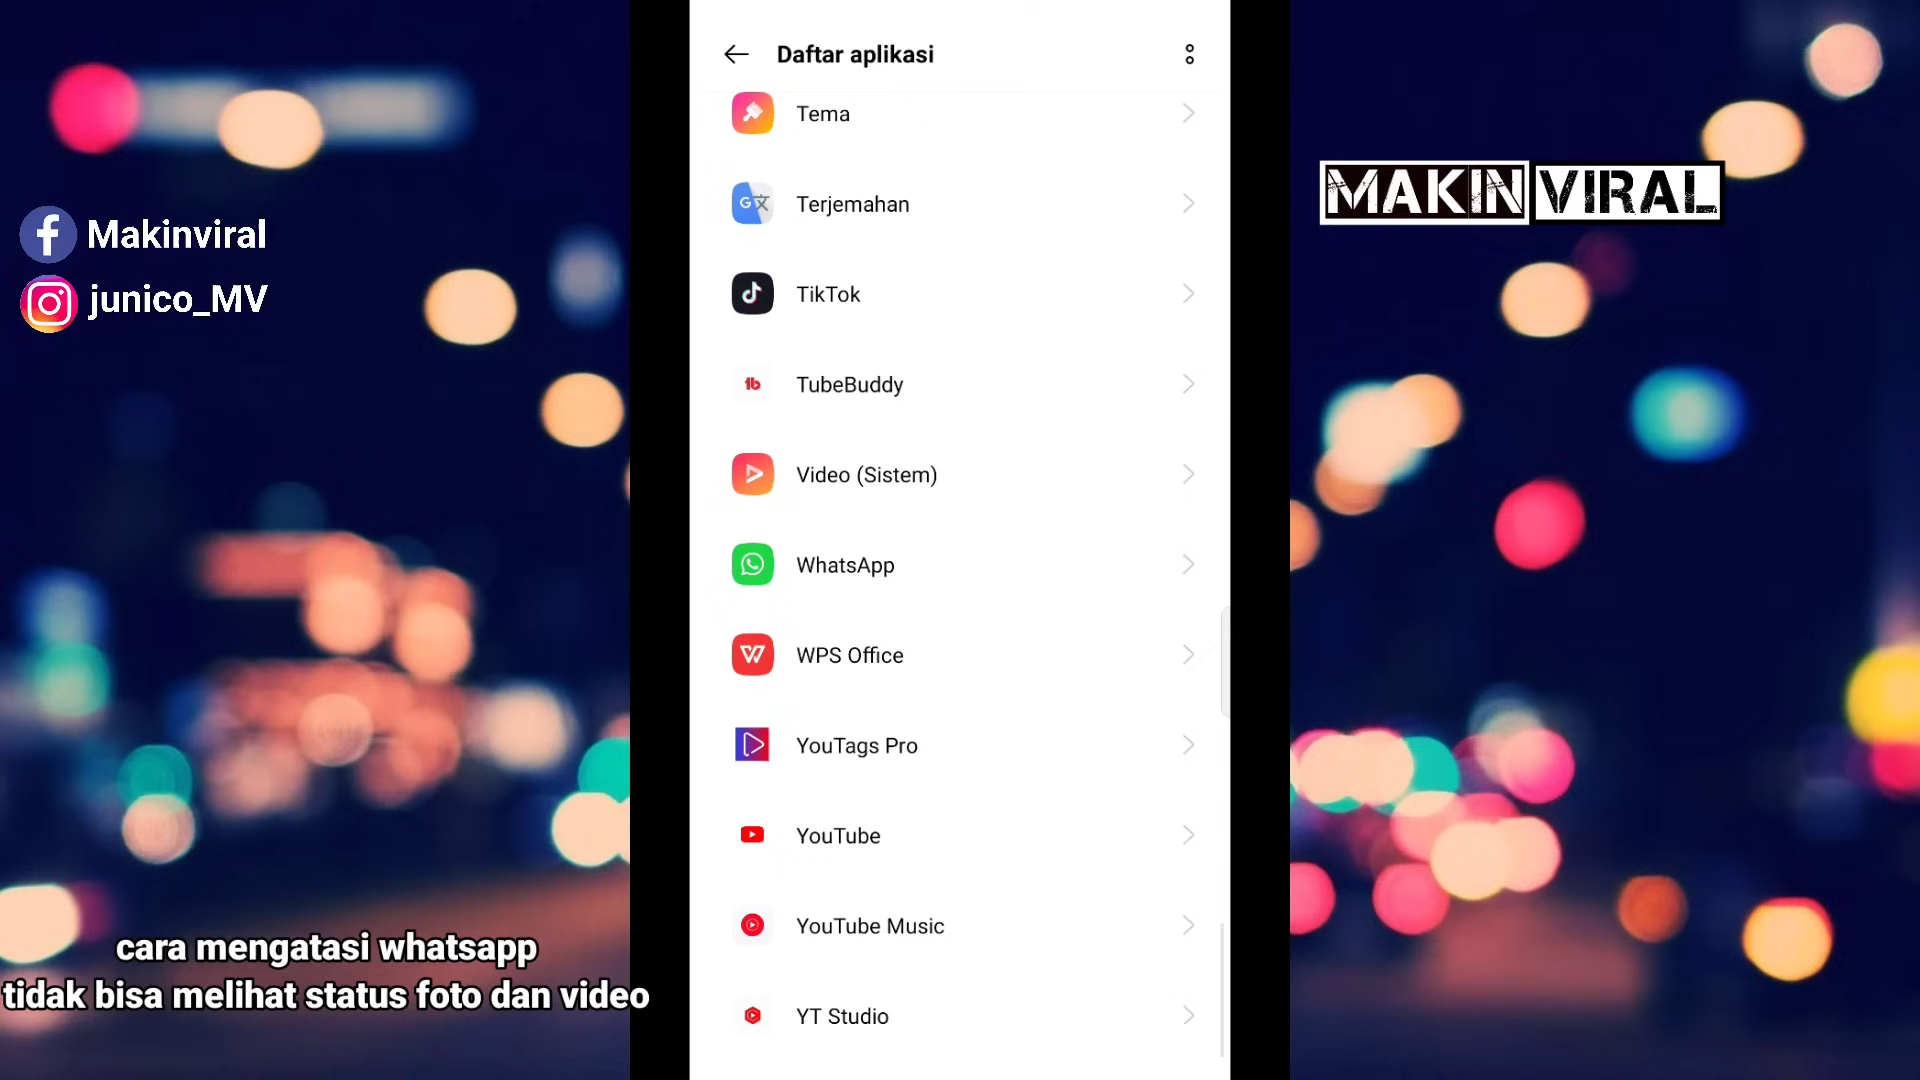 Daftar aplikasi
Tema
Terjemahan
TikTok
TubeBuddy
Video (Sistem)
WhatsApp
WPS Office
YouTags Pro
YouTube
YouTube Music
YT Studio
Makinviral
junico_MV
MAKIN VIRAL
cara mengatasi whatsapp
tidak bisa melihat status foto dan video